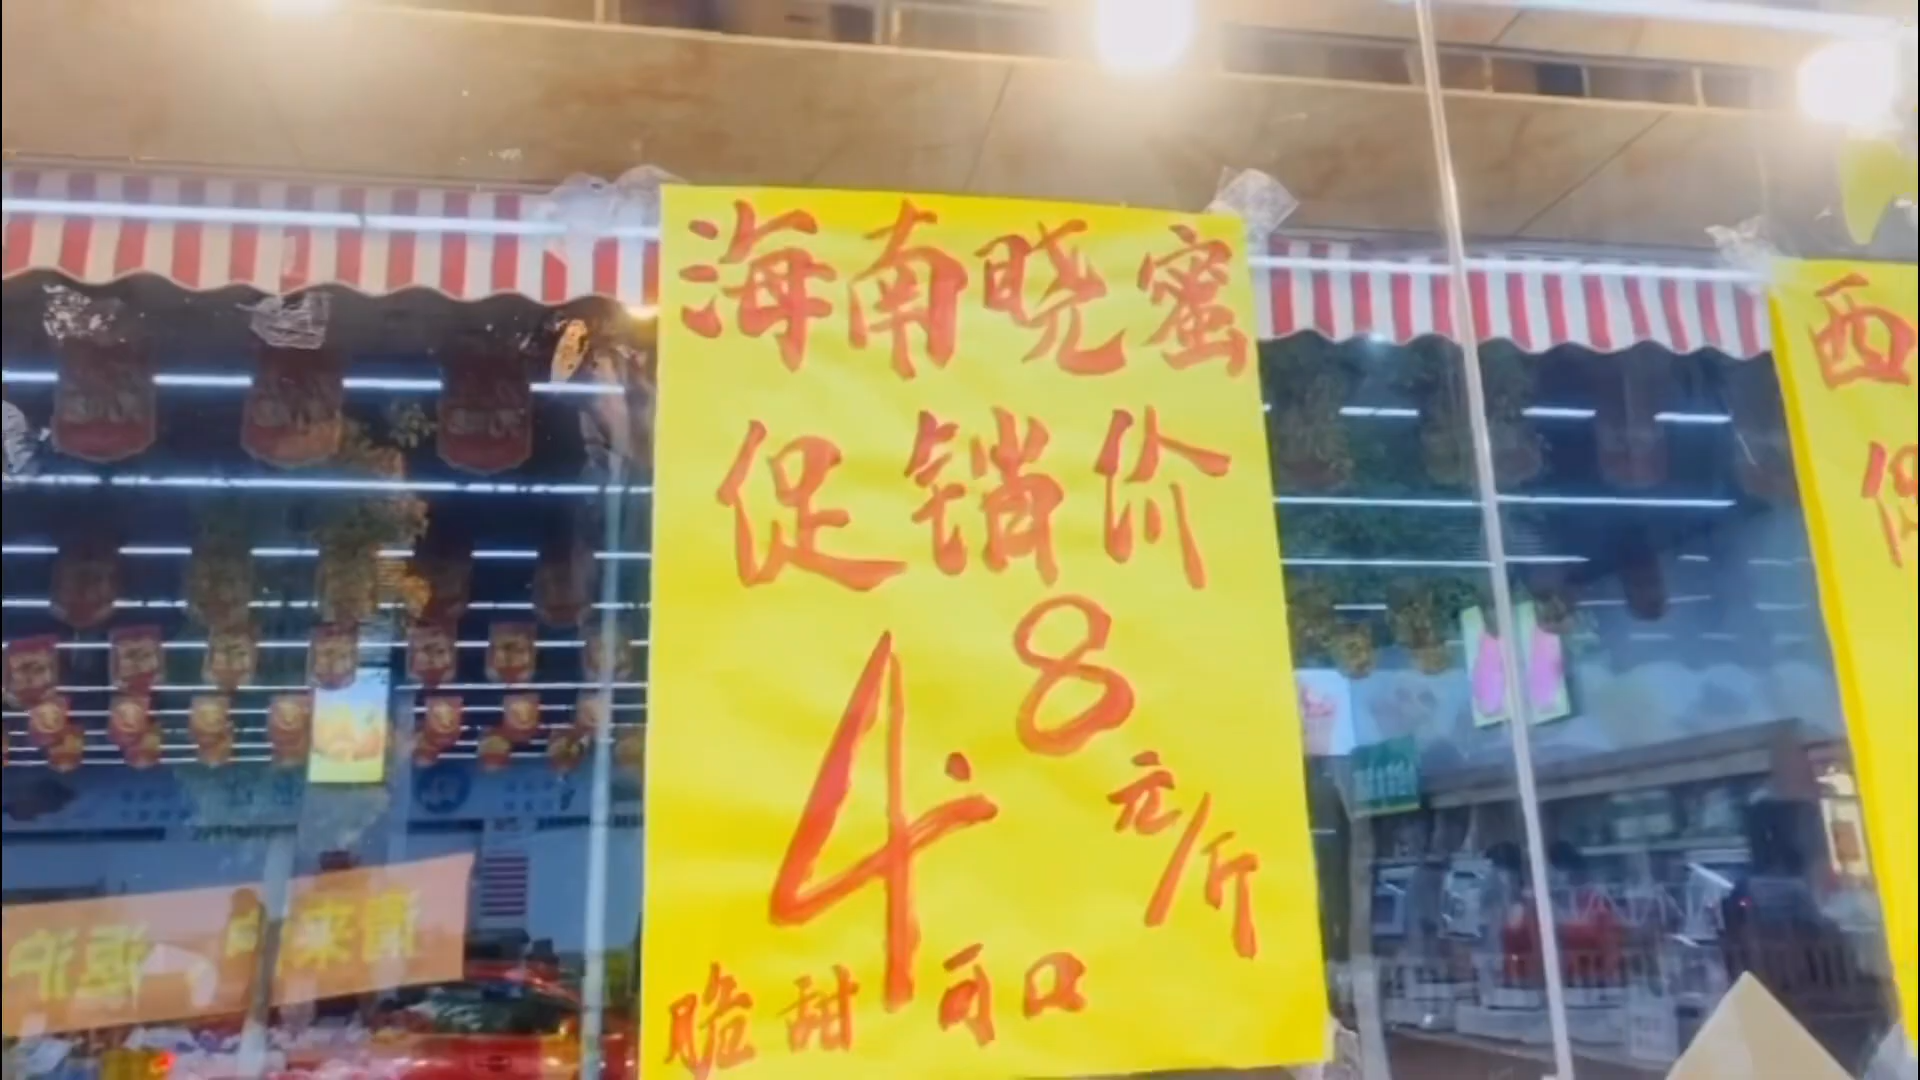 海南晓蜜
促销价
4.8元/斤
脆甜可口
西
促